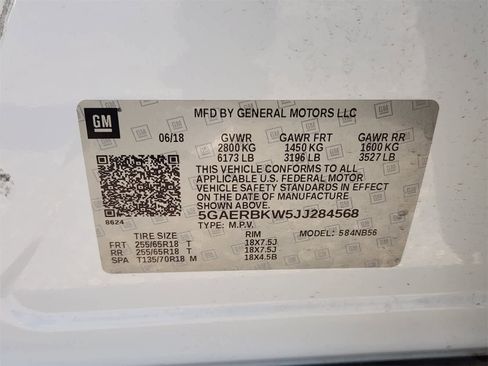 GM
MFD BY GENERAL MOTORS LLC
06/18 GVWR GAWR FRT GAWR RR
2800 KG 1450 KG 1600 KG
6173 LB 3196 LB 3527 LB
THIS VEHICLE CONFORMS TO ALL
APPLICABLE U.S. FEDERAL MOTOR
VEHICLE SAFETY STANDARDS IN EFFECT
ON THE DATE OF MANUFACTURE
SHOWN ABOVE.
8624 5GAERBKW5JJ284568
TYPE: M.P.V. MODEL: 584NB56
TIRE SIZE RIM
FRT 255/65R18 T 18X7.5J
RR 255/65R18 T 18X7.5J
SPA T135/70R18 M 18X4.5B